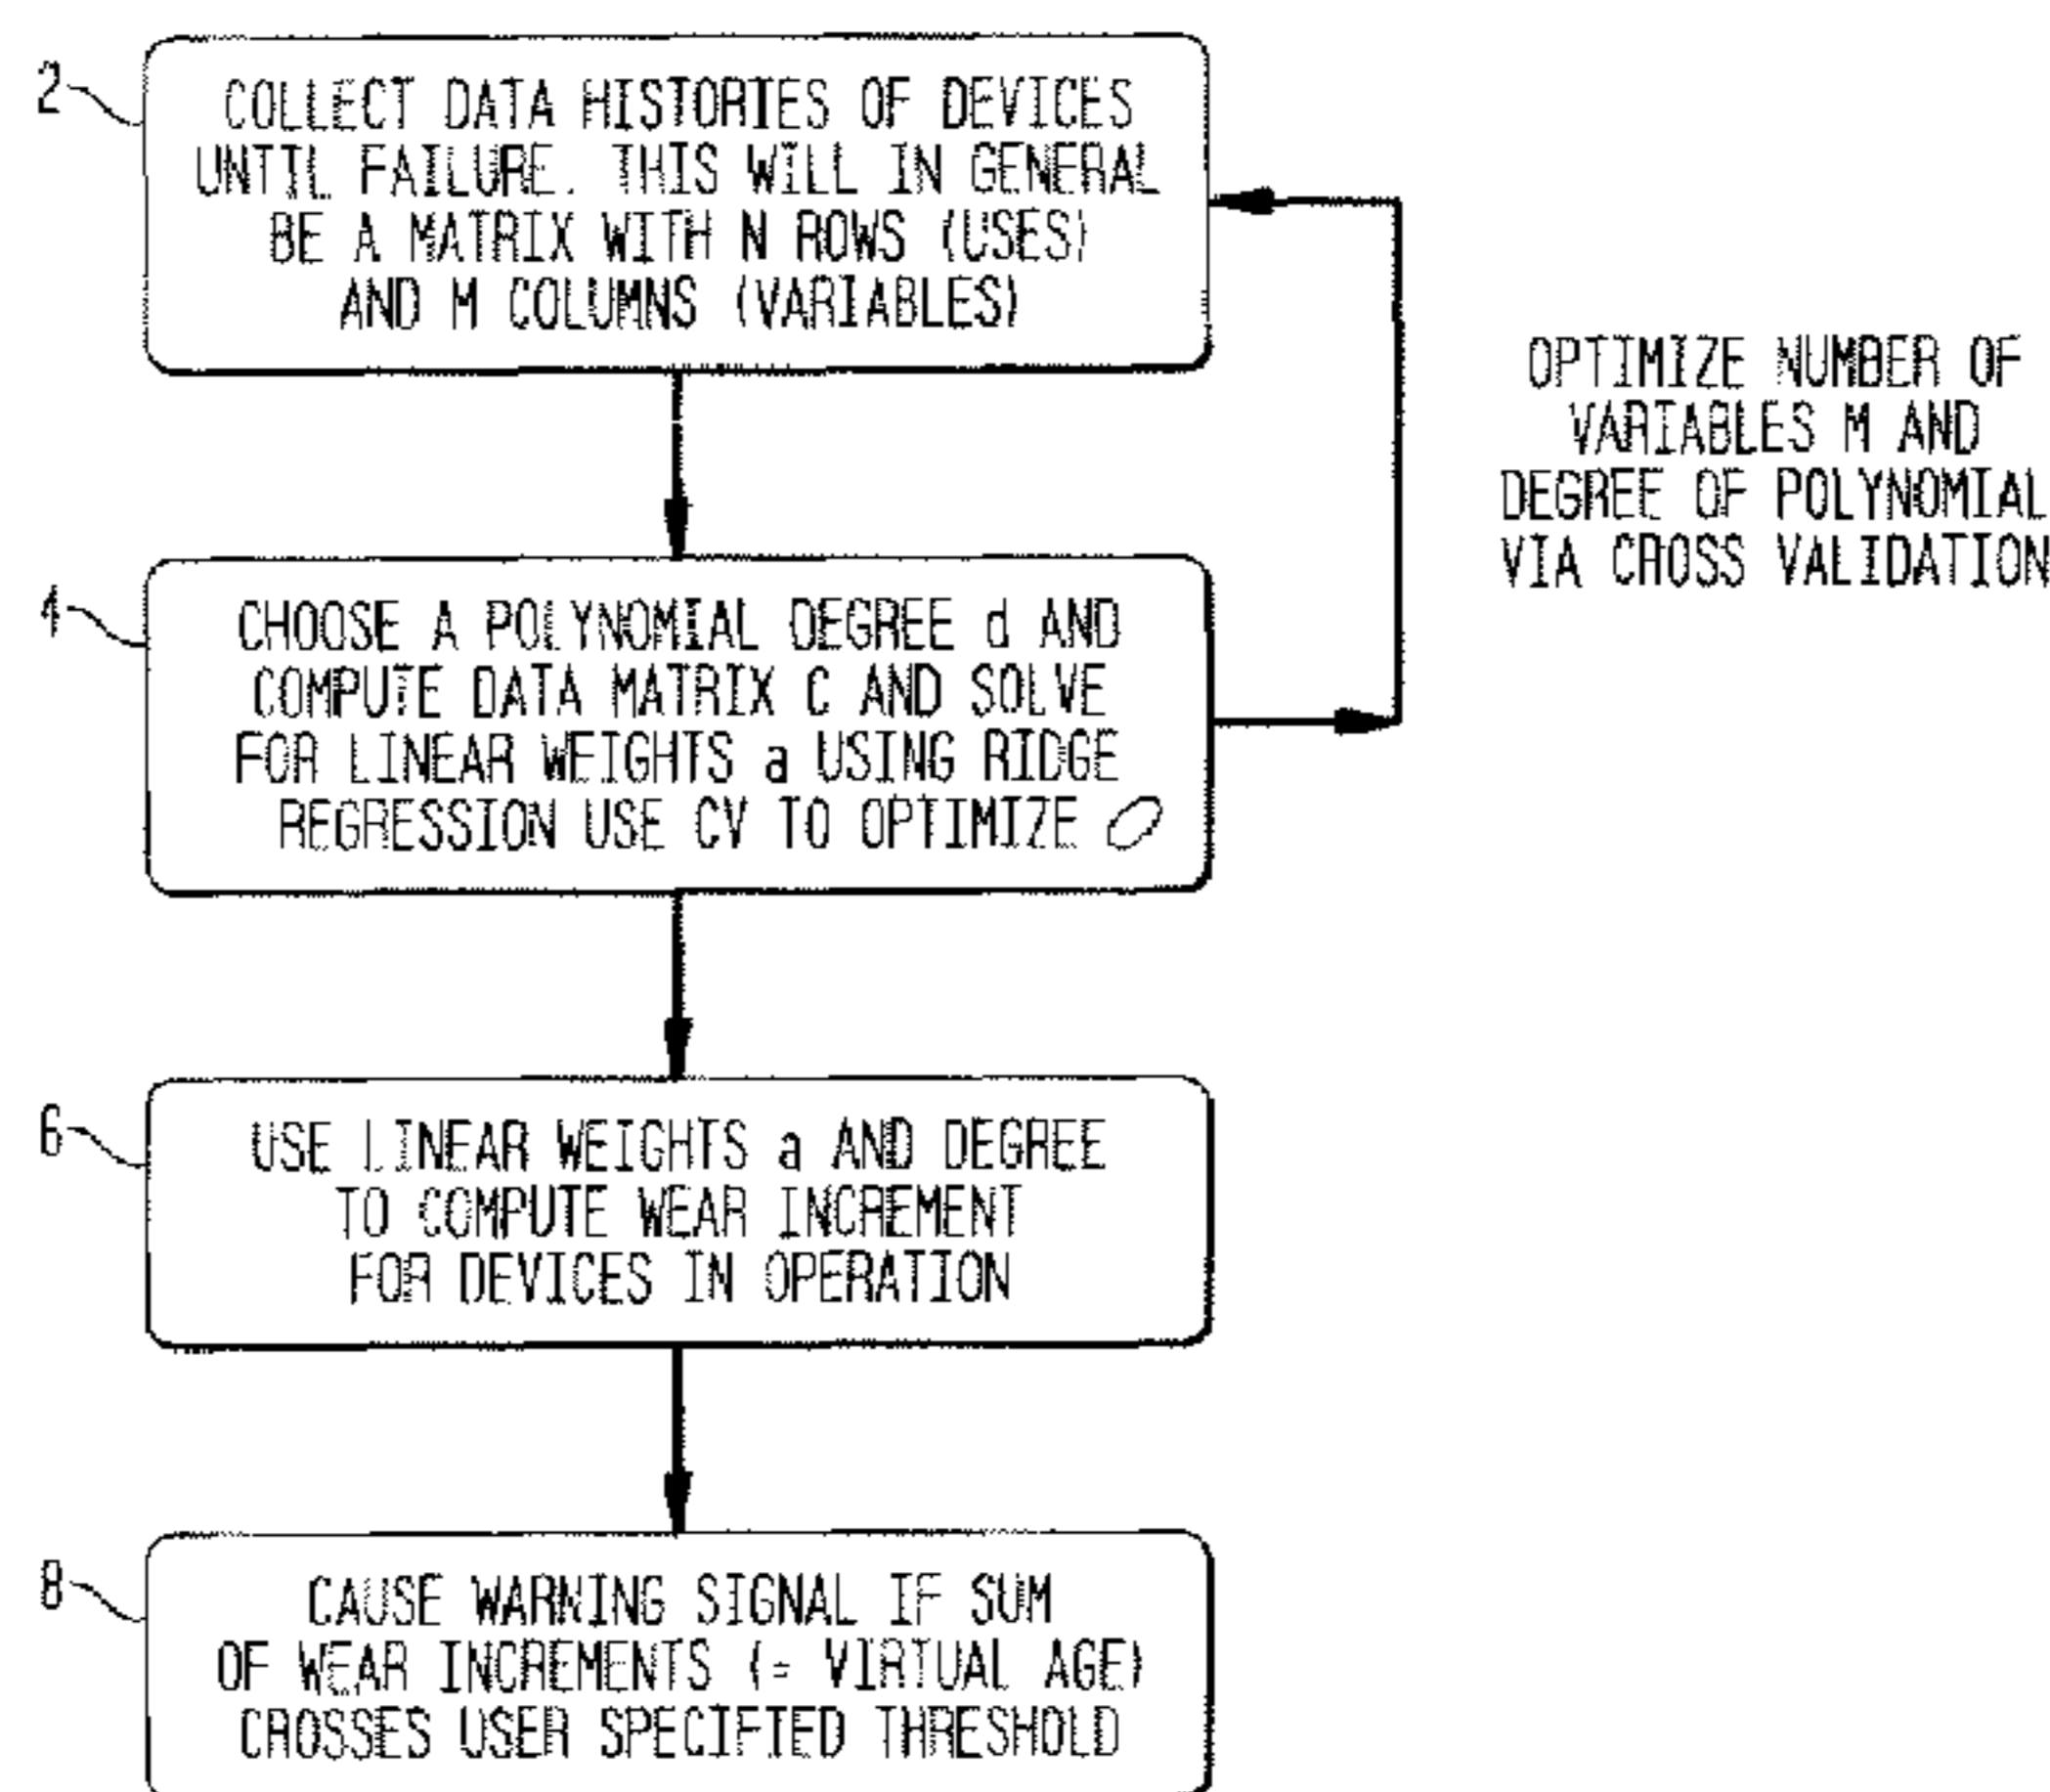 2
COLLECT DATA HISTORIES OF DEVICES
UNTIL FAILURE. THIS WILL IN GENERAL
BE A MATRIX WITH N ROWS (USES)
AND M COLUMNS (VARIABLES)
OPTIMIZE NUMBER OF
VARIABLES M AND
DEGREE OF POLYNOMIAL
VIA CROSS VALIDATION
4
CHOOSE A POLYNOMIAL DEGREE d AND
COMPUTE DATA MATRIX C AND SOLVE
FOR LINEAR WEIGHTS a USING RIDGE
REGRESSION USE CV TO OPTIMIZE
6
USE LINEAR WEIGHTS a AND DEGREE
TO COMPUTE WEAR INCREMENT
FOR DEVICES IN OPERATION
8
CAUSE WARNING SIGNAL IF SUM
OF WEAR INCREMENTS (= VIRTUAL AGE)
CROSSES USER SPECIFIED THRESHOLD